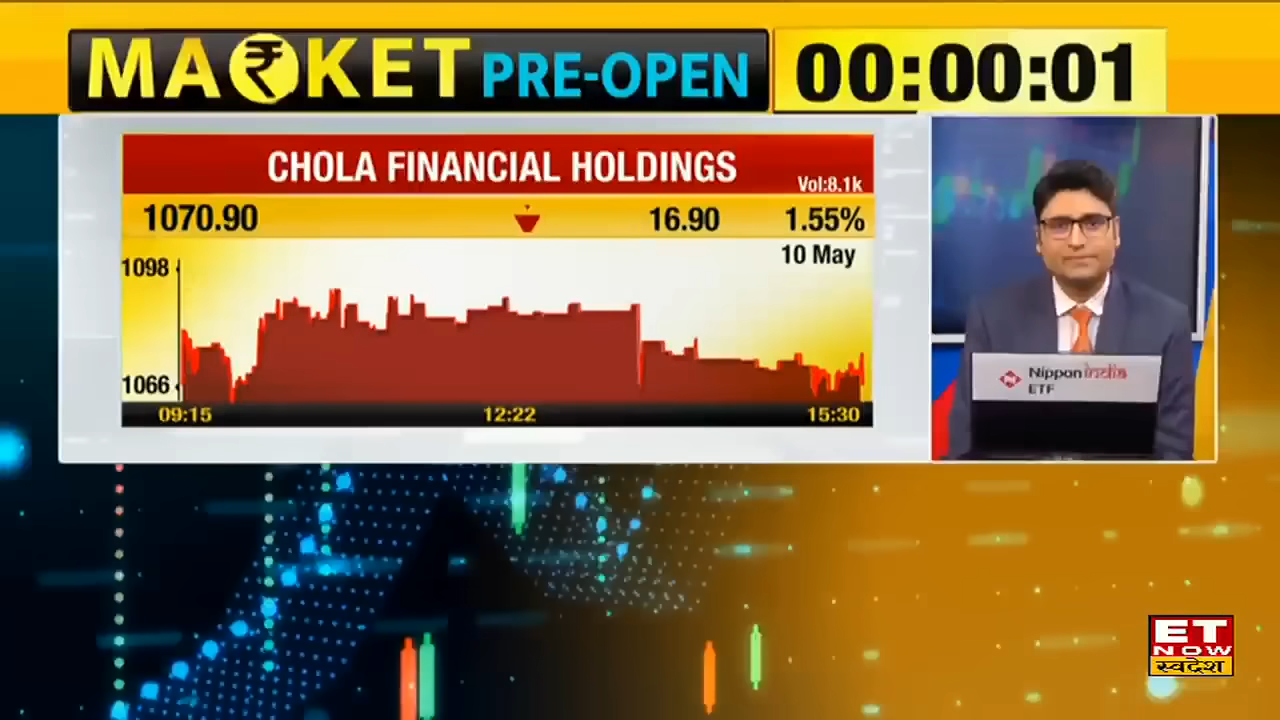 MA₹KET PRE-OPEN
00:00:01
CHOLA FINANCIAL HOLDINGS
Vol:8.1k
1070.90 16.90 1.55%
10 May
1098
1066
09:15 12:22 15:30
Nippon india
ETF
ET
NOW
स्वदेश